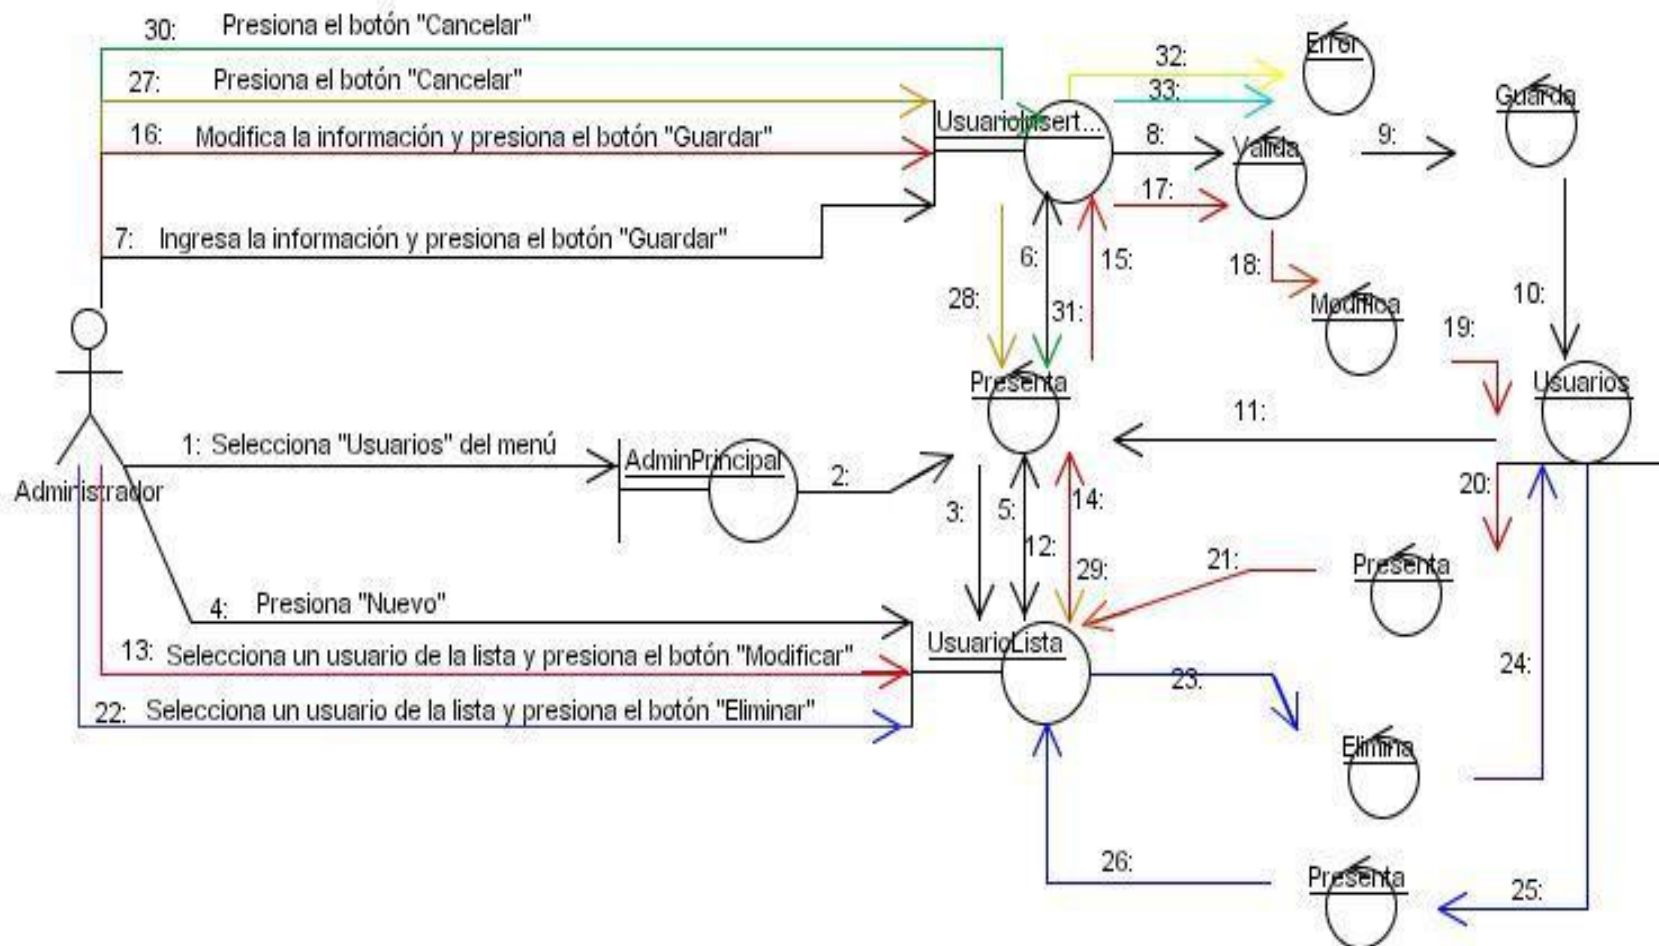 30: Presiona el botón "Cancelar"
27: Presiona el botón "Cancelar"
16: Modifica la información y presiona el botón "Guardar"
7: Ingresa la información y presiona el botón "Guardar"
32:
33:
Error
Guarda
UsuarioInsert...
8:
Valida
9:
17:
6:
15:
18:
28:
31:
Modifica
10:
19:
Presenta
Usuarios
11:
1: Selecciona "Usuarios" del menú
AdminPrincipal
2:
Administrador
3:
5:
14:
20:
12:
29:
21:
Presenta
4: Presiona "Nuevo"
UsuarioLista
13: Selecciona un usuario de la lista y presiona el botón "Modificar"
23:
24:
22: Selecciona un usuario de la lista y presiona el botón "Eliminar"
Elimina
26:
Presenta
25: